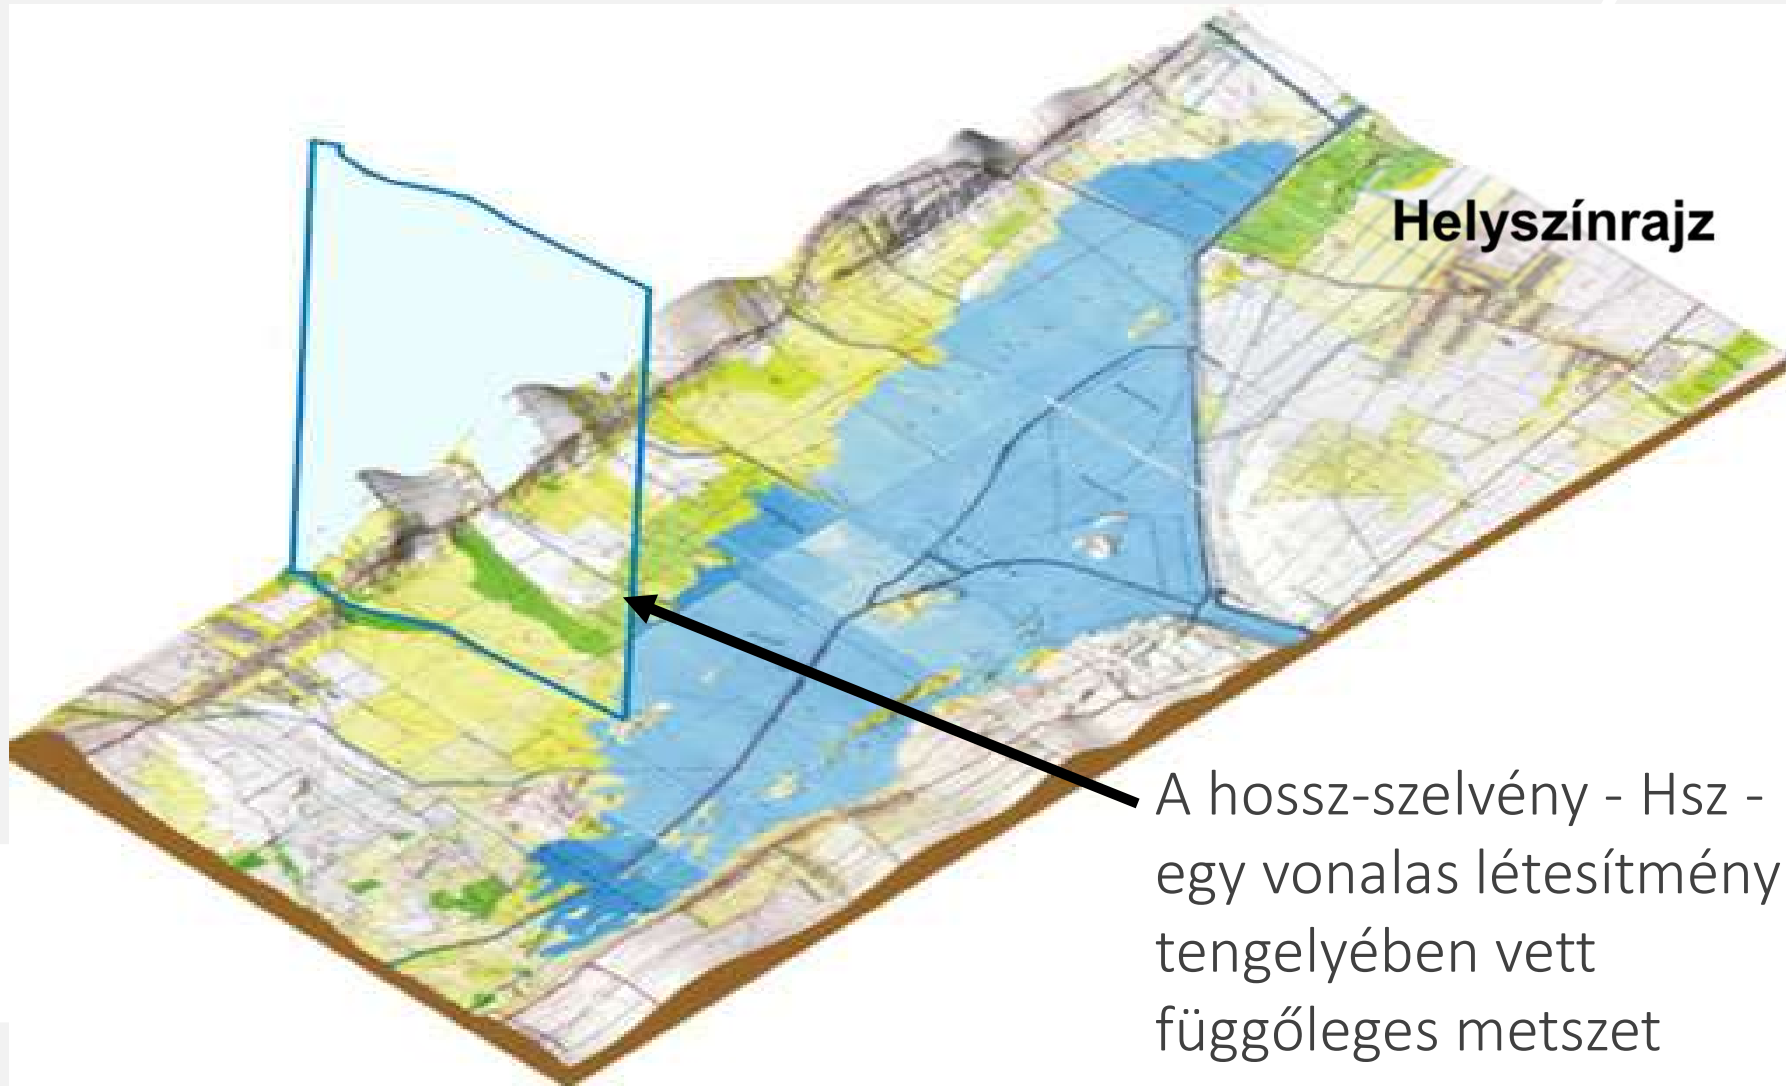 Helyszínrajz
A hossz-szelvény - Hsz -
egy vonalas létesítmény
tengelyében vett
függőleges metszet